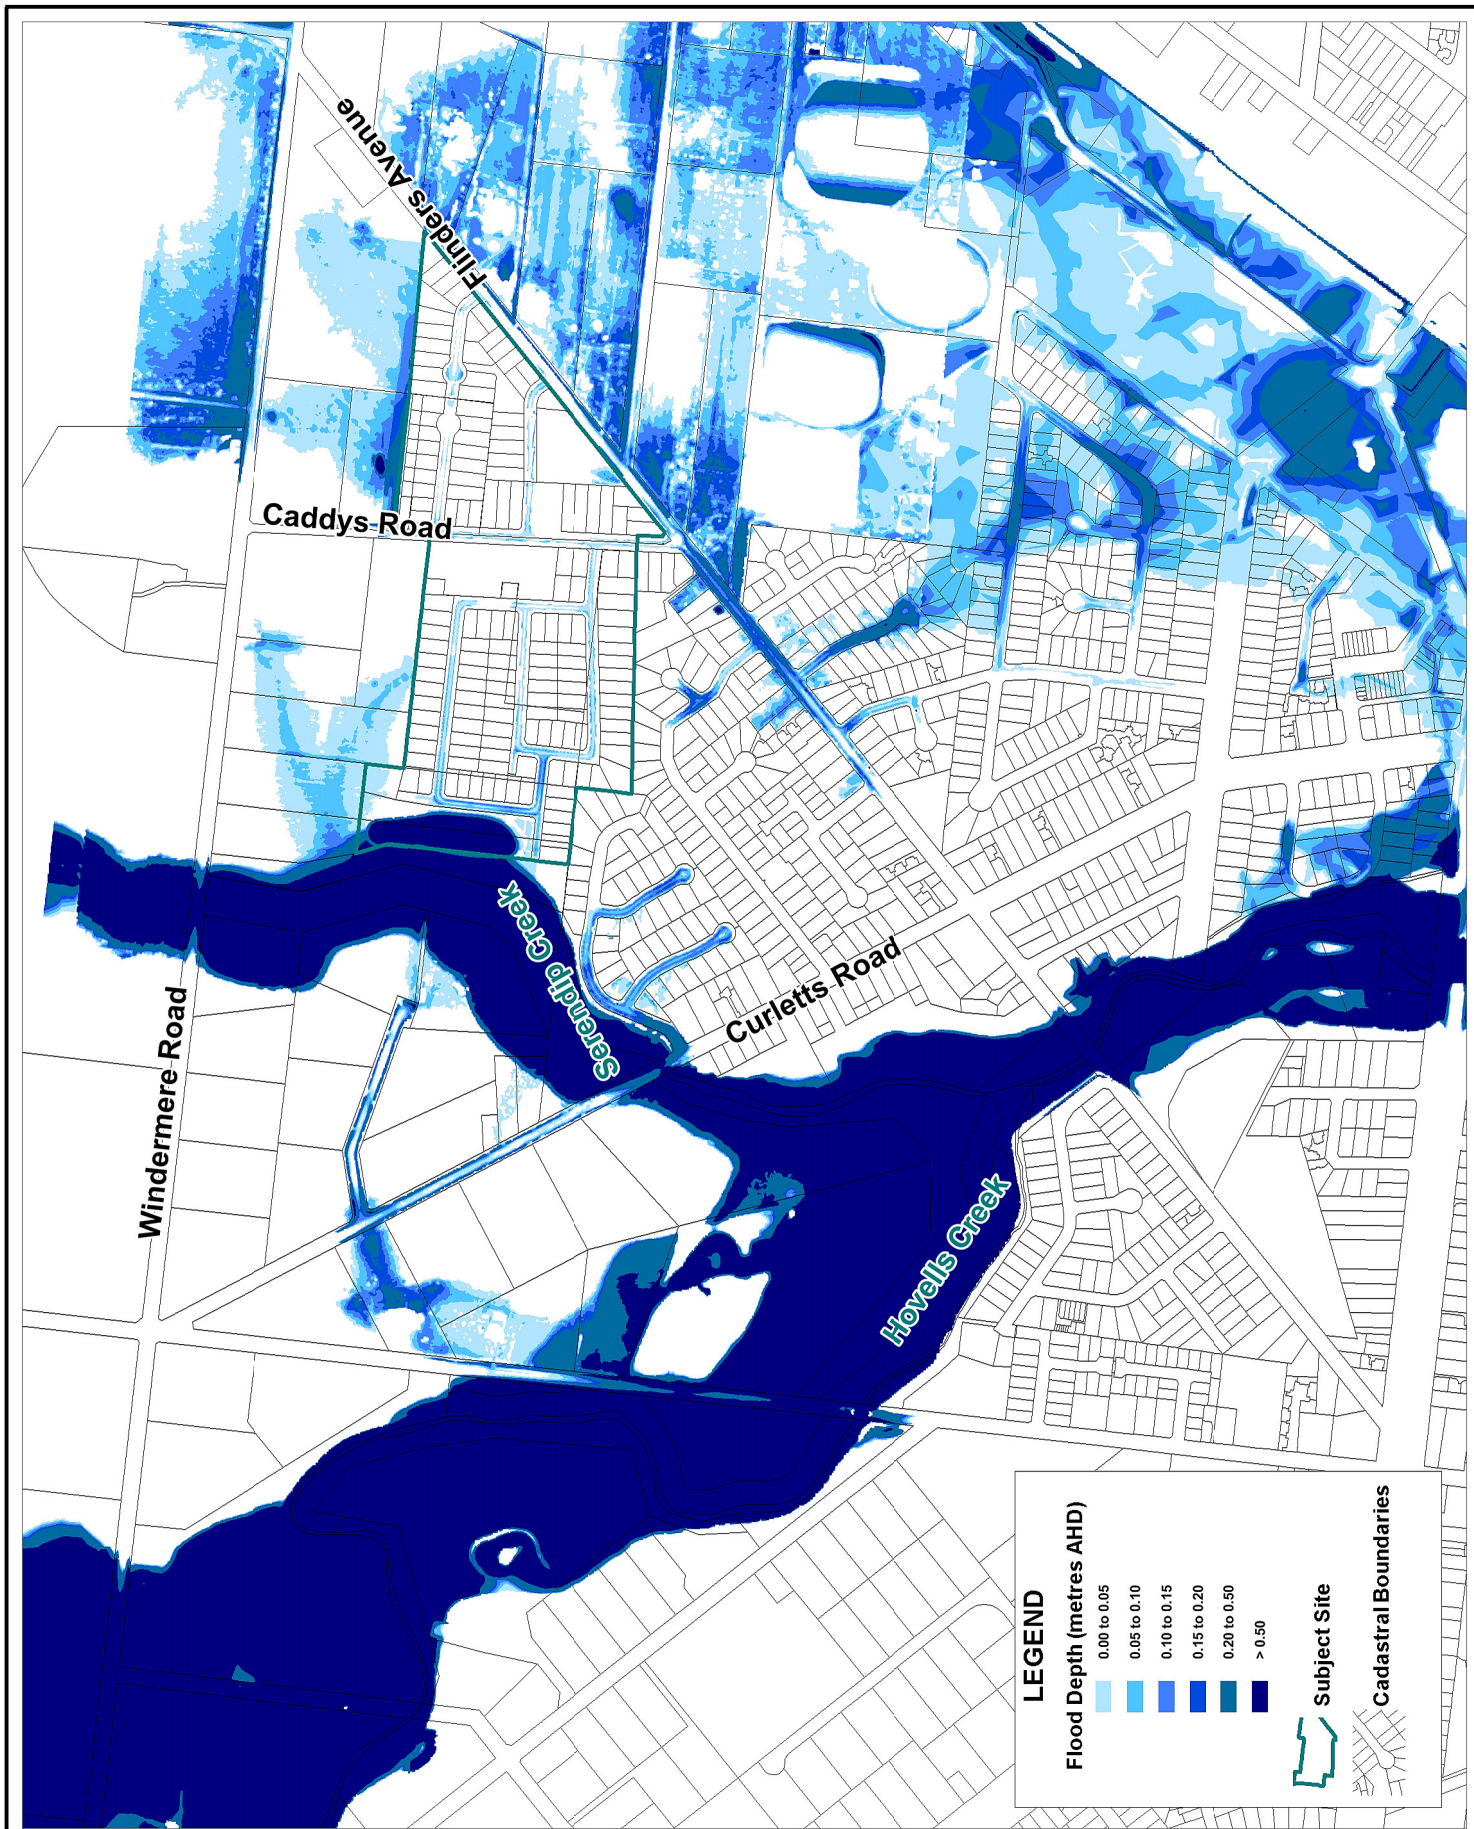 Flinders Avenue
Caddys Road
Serendip Creek
Curletts Road
Windermere Road
Hovells Creek
LEGEND
Flood Depth (metres AHD)
0.00 to 0.05
0.05 to 0.10
0.10 to 0.15
0.15 to 0.20
0.20 to 0.50
> 0.50
Subject Site
Cadastral Boundaries